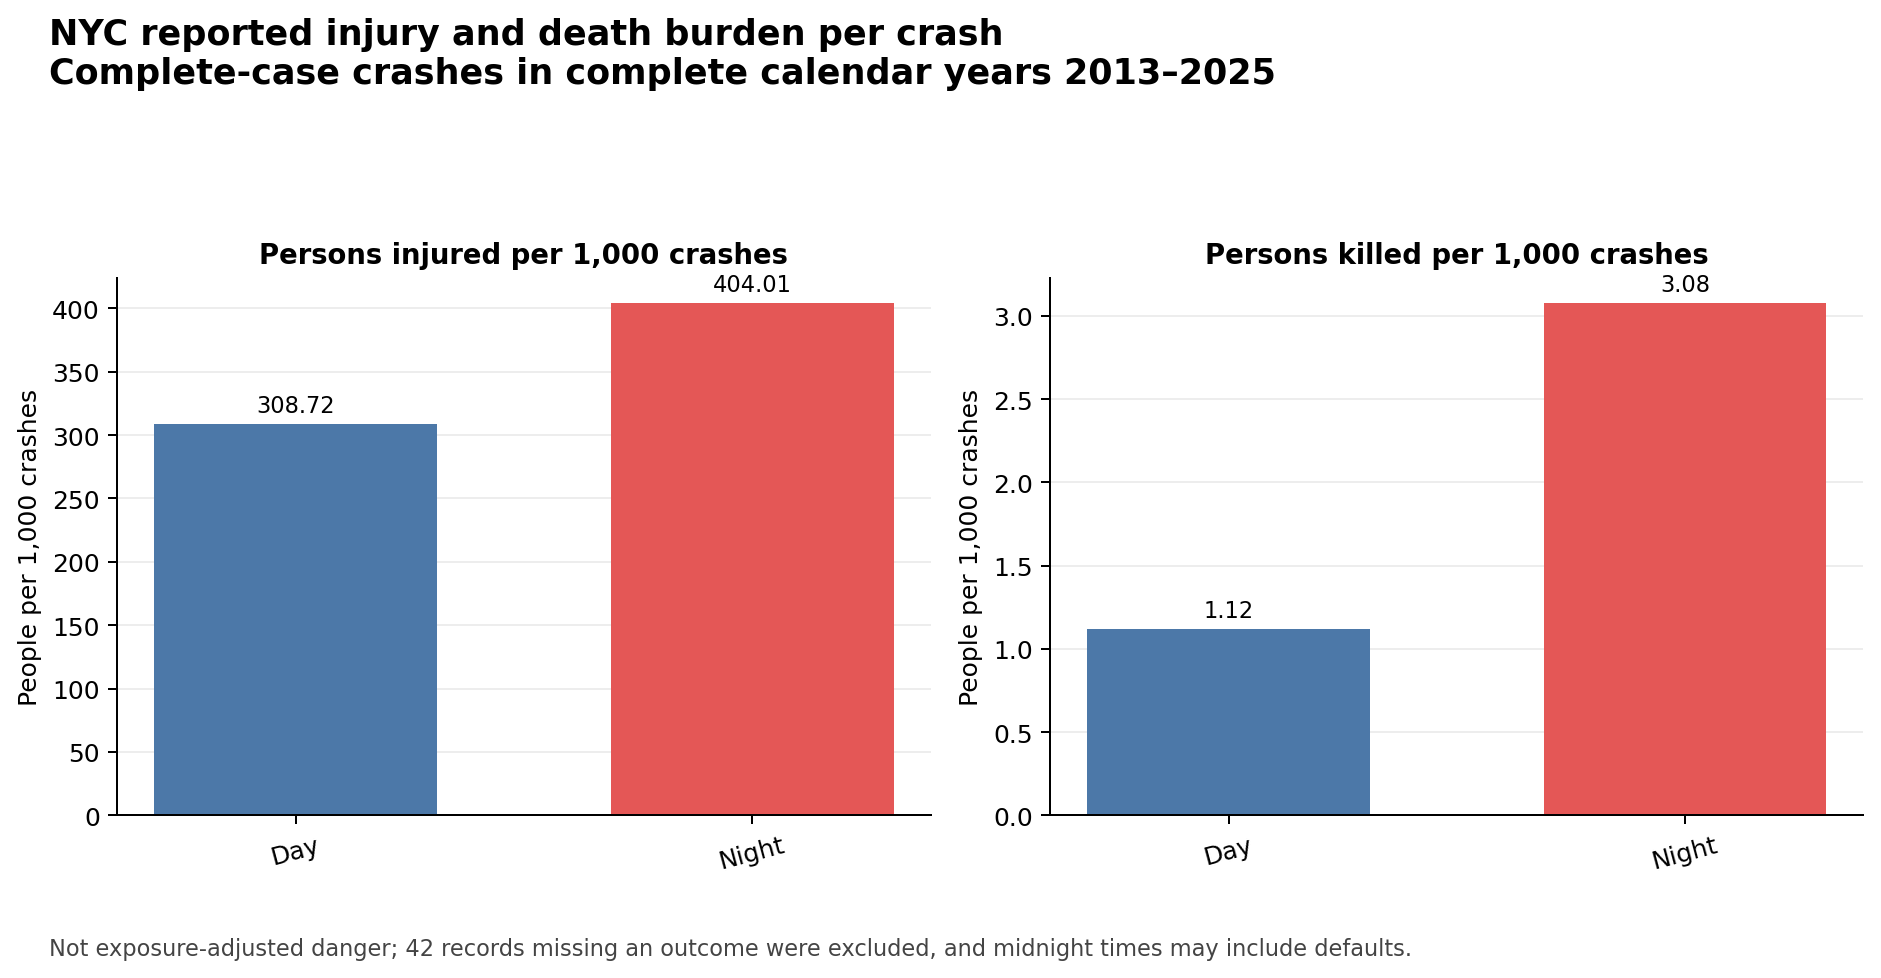 NYC reported injury and death burden per crash
Complete-case crashes in complete calendar years 2013–2025
Persons injured per 1,000 crashes
People per 1,000 crashes
400
350
300
250
200
150
100
50
0
308.72
404.01
Day
Night
Persons killed per 1,000 crashes
People per 1,000 crashes
3.0
2.5
2.0
1.5
1.0
0.5
0.0
1.12
3.08
Day
Night
Not exposure-adjusted danger; 42 records missing an outcome were excluded, and midnight times may include defaults.